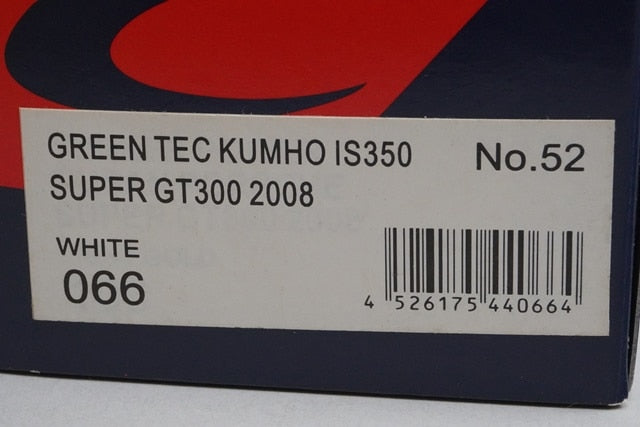 GREEN TEC KUMHO IS350 No.52
SUPER GT300 2008
WHITE
066
4 526175 440664